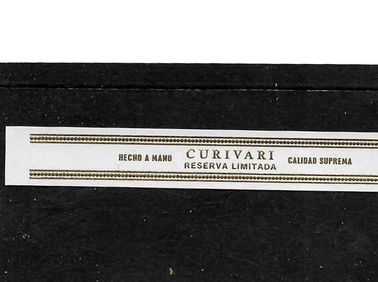 HECHO A MANO CURIVARI CALIDAD SUPREMA
RESERVA LIMITADA